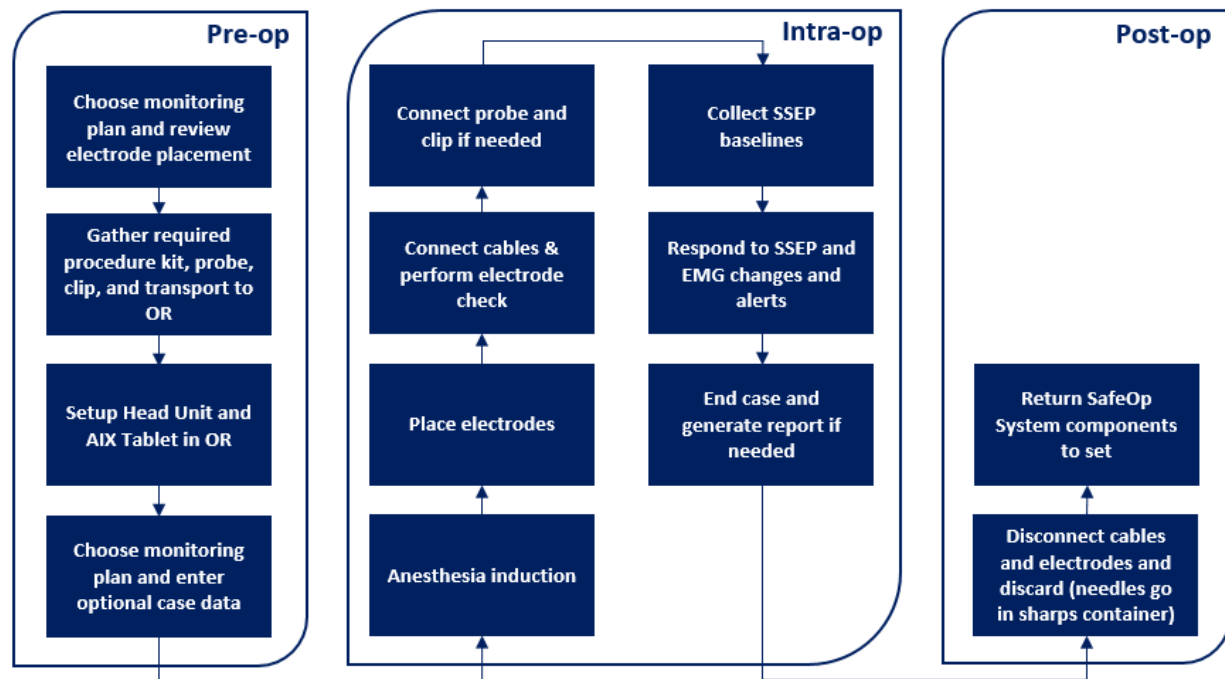 Pre-op
Choose monitoring
plan and review
electrode placement
Gather required
procedure kit, probe,
clip, and transport to
OR
Setup Head Unit and
AIX Tablet in OR
Choose monitoring
plan and enter
optional case data
Intra-op
Anesthesia induction
Place electrodes
Connect cables &
perform electrode
check
Connect probe and
clip if needed
Collect SSEP
baselines
Respond to SSEP and
EMG changes and
alerts
End case and
generate report if
needed
Post-op
Disconnect cables
and electrodes and
discard (needles go
in sharps container)
Return SafeOp
System components
to set